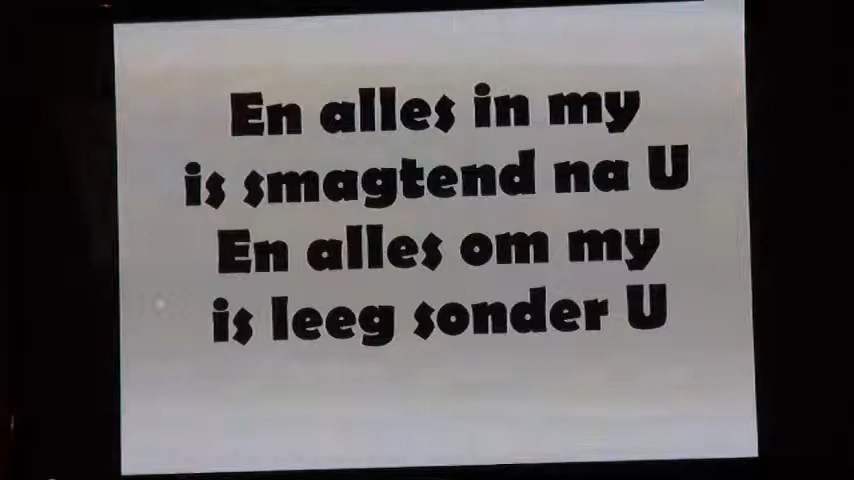 En alles in my
is smagtend na U
En alles om my
is leeg sonder U